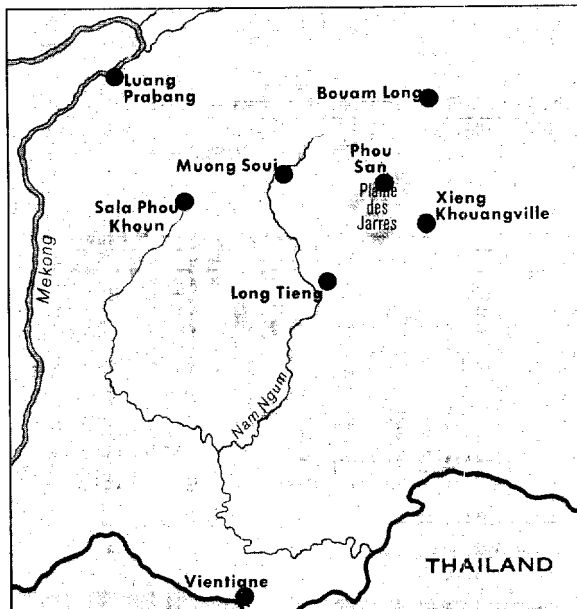 Luang
Prabang
Bouam Long
Muong Soui
Phou
San
Plaine
des
Jarres
Sala Phou
Khoun
Xieng
Khouangville
Mekong
Long Tieng
Nam Ngum
THAILAND
Vientiane